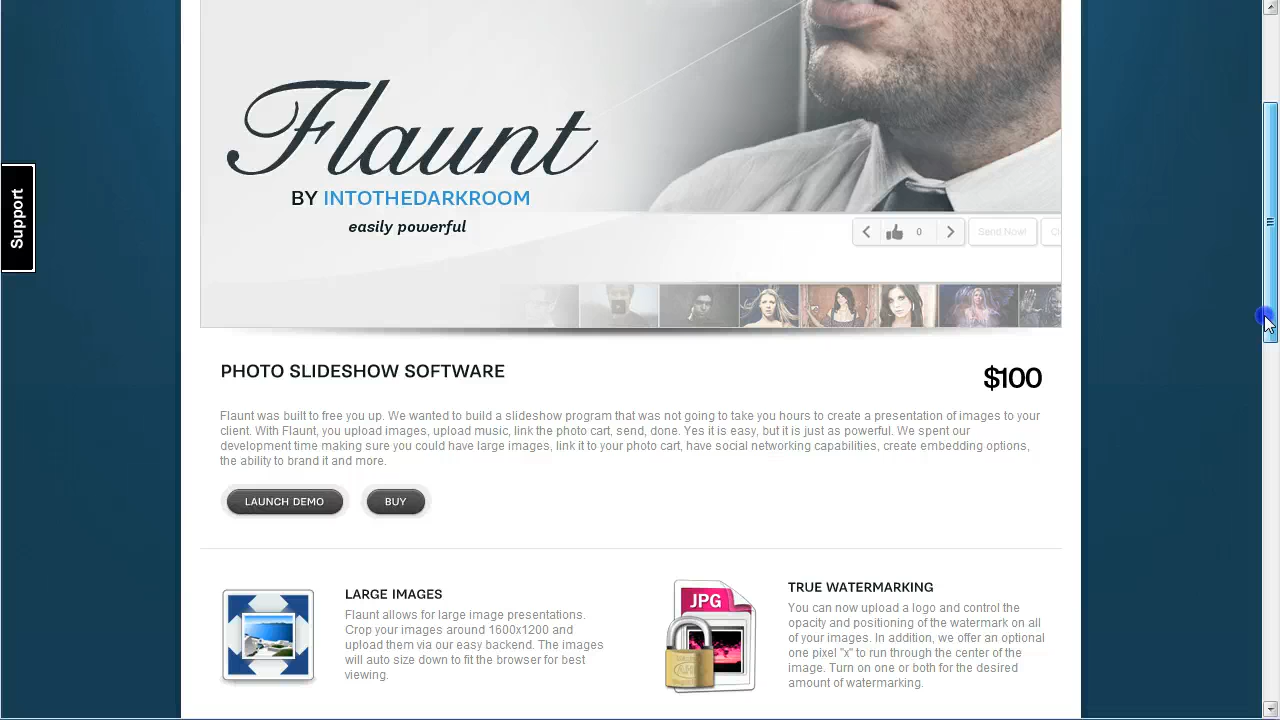 Flaunt
BY INTOTHEDARKROOM
easily powerful
0
Send Now!
Support
PHOTO SLIDESHOW SOFTWARE
$100
Flaunt was built to free you up. We wanted to build a slideshow program that was not going to take you hours to create a presentation of images to your
client. With Flaunt, you upload images, upload music, link the photo cart, send, done. Yes it is easy, but it is just as powerful. We spent our
development time making sure you could have large images, link it to your photo cart, have social networking capabilities, create embedding options,
the ability to brand it and more.
LAUNCH DEMO
BUY
LARGE IMAGES
Flaunt allows for large image presentations.
Crop your images around 1600x1200 and
upload them via our easy backend. The images
will auto size down to fit the browser for best
viewing.
JPG
TRUE WATERMARKING
You can now upload a logo and control the
opacity and positioning of the watermark on all
of your images. In addition, we offer an optional
one pixel "x" to run through the center of the
image. Turn on one or both for the desired
amount of watermarking.